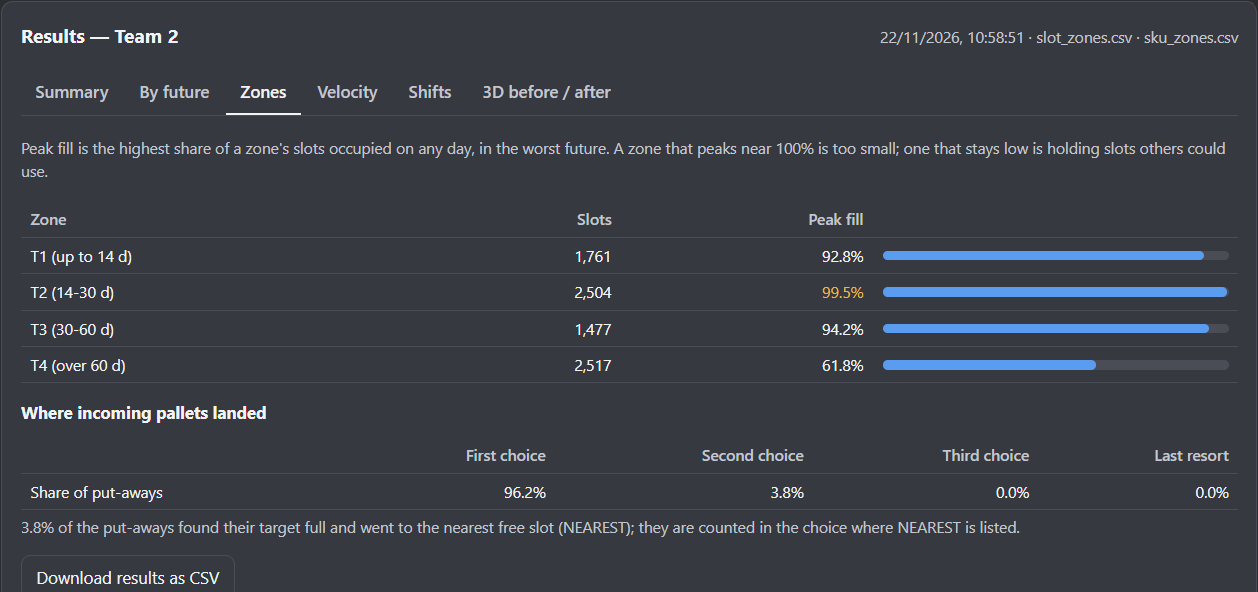 Results — Team 2
22/11/2026, 10:58:51 · slot_zones.csv · sku_zones.csv
Summary By future Zones Velocity Shifts 3D before / after
Peak fill is the highest share of a zone's slots occupied on any day, in the worst future. A zone that peaks near 100% is too small; one that stays low is holding slots others could
use.
Zone Slots Peak fill
T1 (up to 14 d) 1,761 92.8%
T2 (14-30 d) 2,504 99.5%
T3 (30-60 d) 1,477 94.2%
T4 (over 60 d) 2,517 61.8%
Where incoming pallets landed
First choice Second choice Third choice Last resort
Share of put-aways 96.2% 3.8% 0.0% 0.0%
3.8% of the put-aways found their target full and went to the nearest free slot (NEAREST); they are counted in the choice where NEAREST is listed.
Download results as CSV